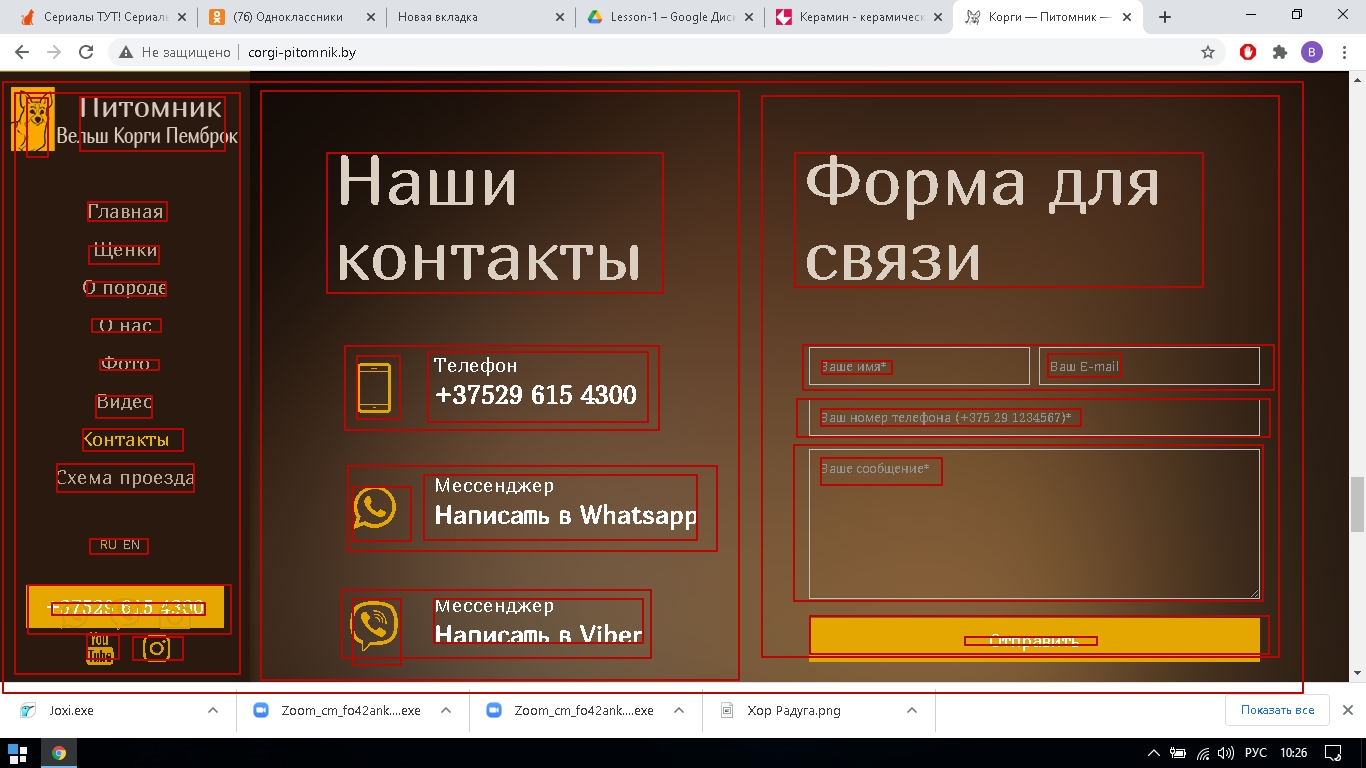 Сериалы ТУТ! Сериал
(76) Одноклассники
Новая вкладка
Lesson-1 – Google Дис
Керамин - керамическ
Корги — Питомник —
Не защищено
corgi-pitomnik.by
В
Питомник
Вельш Корги Пемброк
Главная
Щенки
О породе
О нас
Фото
Видео
Контакты
Схема проезда
RU EN
+37529 615 4300
You
Tube
Наши
контакты
Телефон
+37529 615 4300
Мессенджер
Написать в Whatsapp
Мессенджер
Написать в Viber
Форма для
связи
Ваше имя*
Ваш E-mail
Ваш номер телефона (+375 29 1234567)*
Ваше сообщение*
Отправить
Joxi.exe
Zoom_cm_fo42ank....exe
Zoom_cm_fo42ank....exe
Хор Радуга.png
Показать все
РУС
10:26